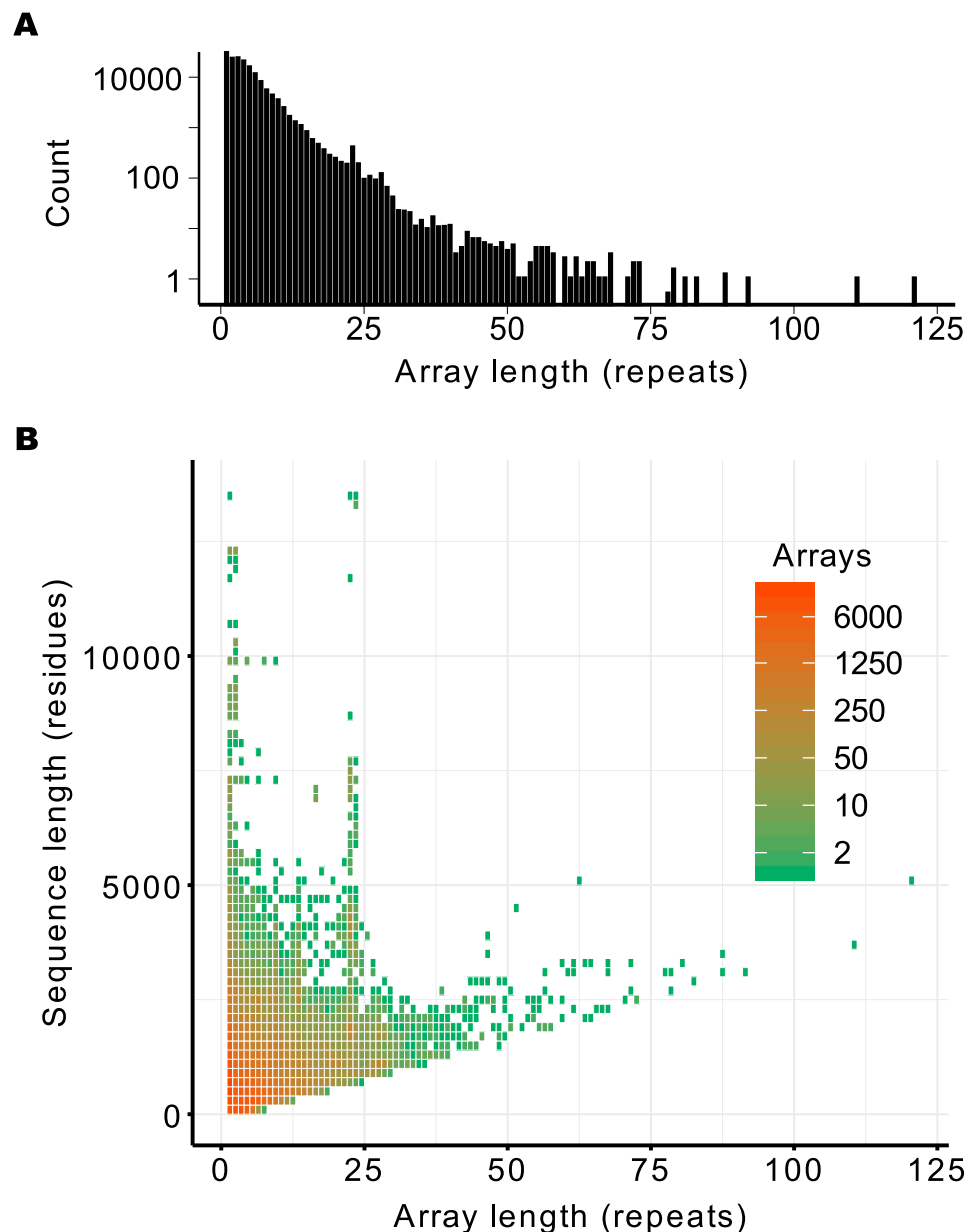 A
10000
100
1
Count
0 25 50 75 100 125
Array length (repeats)
B
Arrays
6000
1250
250
50
10
2
10000
5000
0
Sequence length (residues)
0 25 50 75 100 125
Array length (repeats)